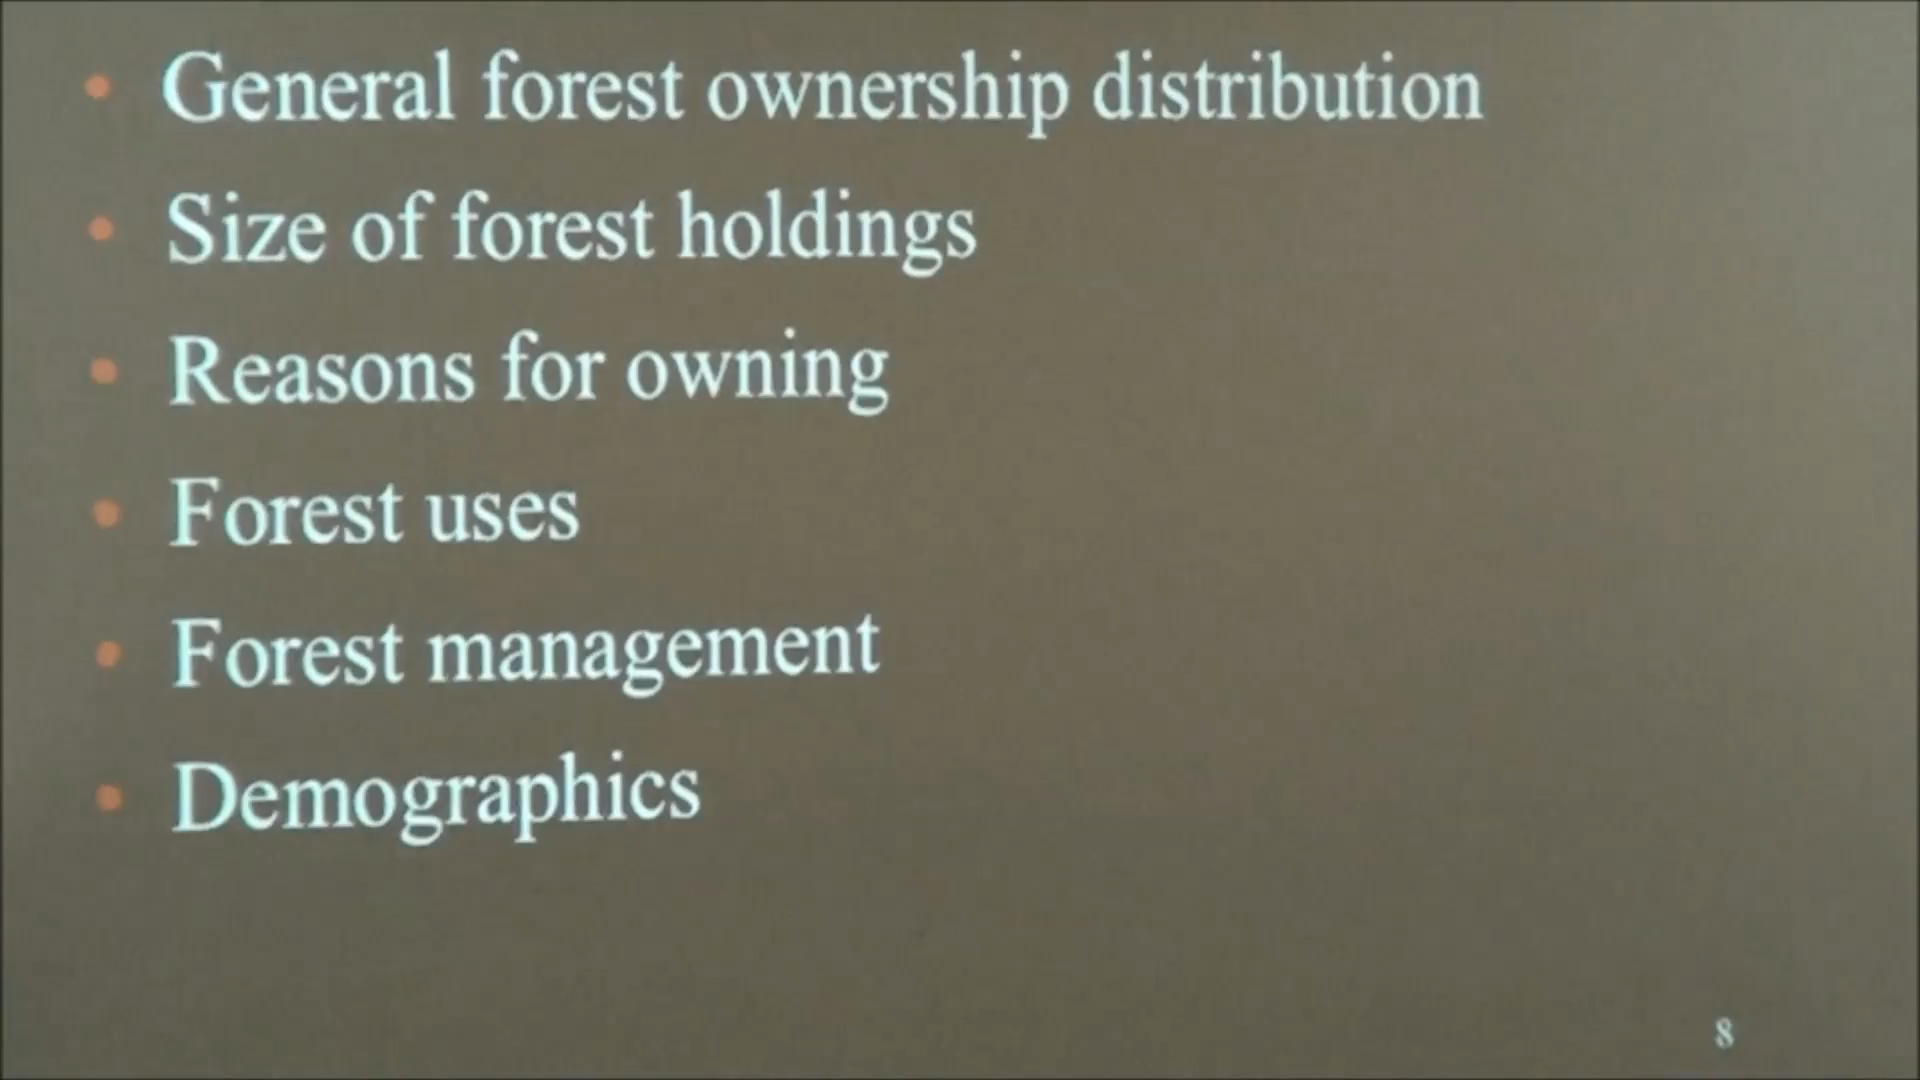 • General forest ownership distribution
• Size of forest holdings
• Reasons for owning
• Forest uses
• Forest management
• Demographics
8